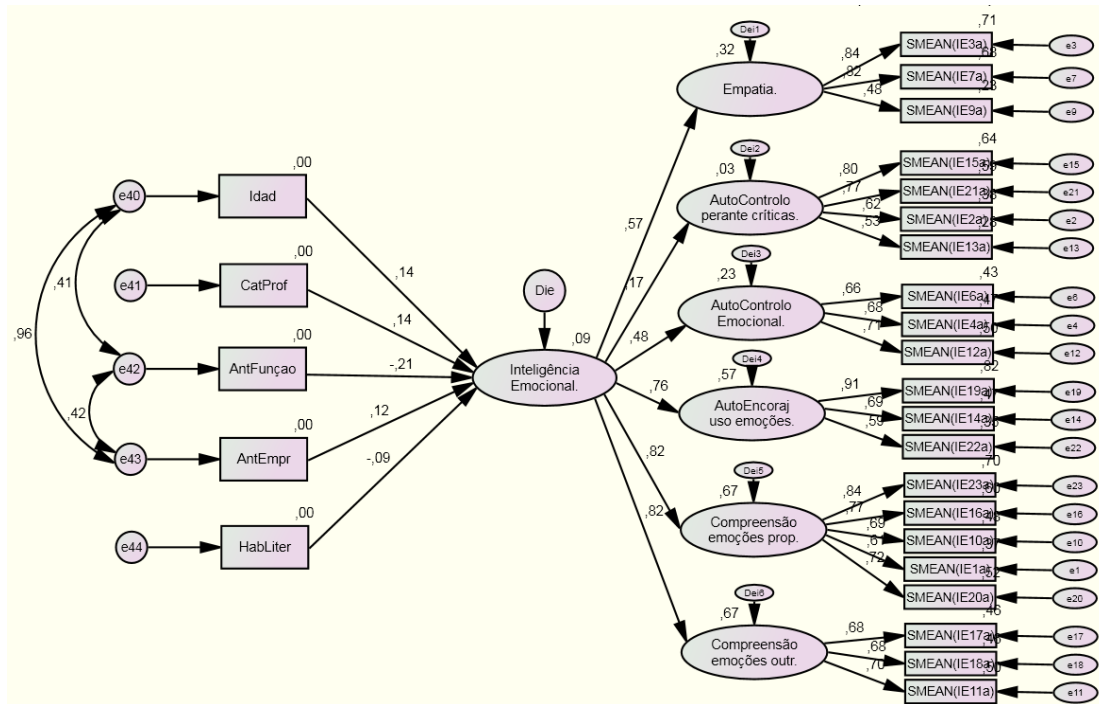 e40
Idad
,00
e41
CatProf
,00
e42
AntFunçao
,00
e43
AntEmpr
,00
e44
HabLiter
,00
,41
,96
,42
,14
,14
-,21
,12
-,09
Die
Inteligência
Emocional.
,09
,57
,17
,48
,76
,82
,82
Dei1
,32
Empatia.
,84
,82
,48
SMEAN(IE3a)
,71
e3
SMEAN(IE7a)
,68
e7
SMEAN(IE9a)
,23
e9
Dei2
,03
AutoControlo
perante críticas.
,80
,77
,62
,53
SMEAN(IE15a)
,64
e15
SMEAN(IE21a)
e21
SMEAN(IE2a)
e2
SMEAN(IE13a)
,28
e13
Dei3
,23
AutoControlo
Emocional.
,66
,68
,71
SMEAN(IE6a)
,43
e6
SMEAN(IE4a)
,47
e4
SMEAN(IE12a)
,50
e12
Dei4
,57
AutoEncoraj
uso emoções.
,91
,69
,59
SMEAN(IE19a)
,82
e19
SMEAN(IE14a)
e14
SMEAN(IE22a)
e22
Dei5
,67
Compreensão
emoções prop.
,84
,77
,69
,61
,72
SMEAN(IE23a)
,70
e23
SMEAN(IE16a)
e16
SMEAN(IE10a)
e10
SMEAN(IE1a)
e1
SMEAN(IE20a)
,52
e20
Dei6
,67
Compreensão
emoções outr.
,68
,68
,70
SMEAN(IE17a)
,46
e17
SMEAN(IE18a)
e18
SMEAN(IE11a)
,50
e11